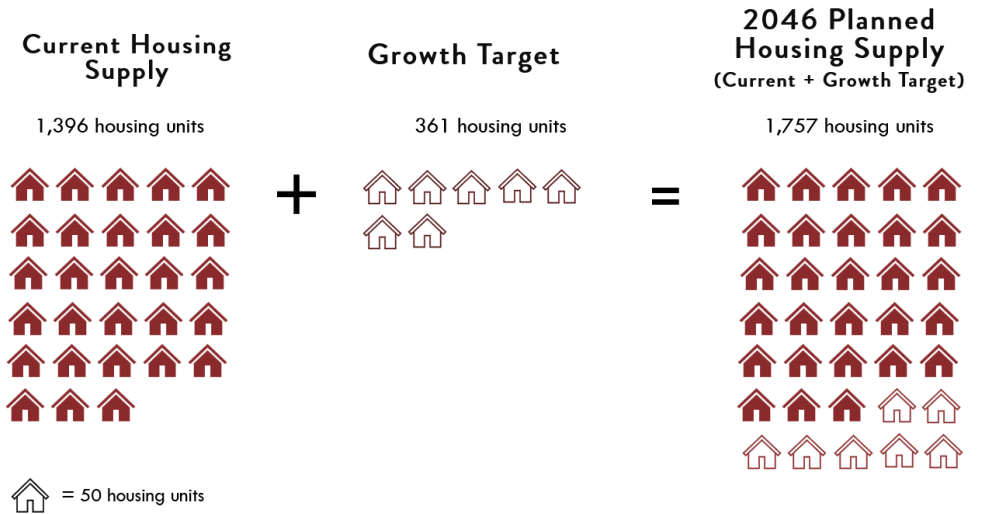 Current Housing
Supply
1,396 housing units
+
Growth Target
361 housing units
=
2046 Planned
Housing Supply
(Current + Growth Target)
1,757 housing units
= 50 housing units